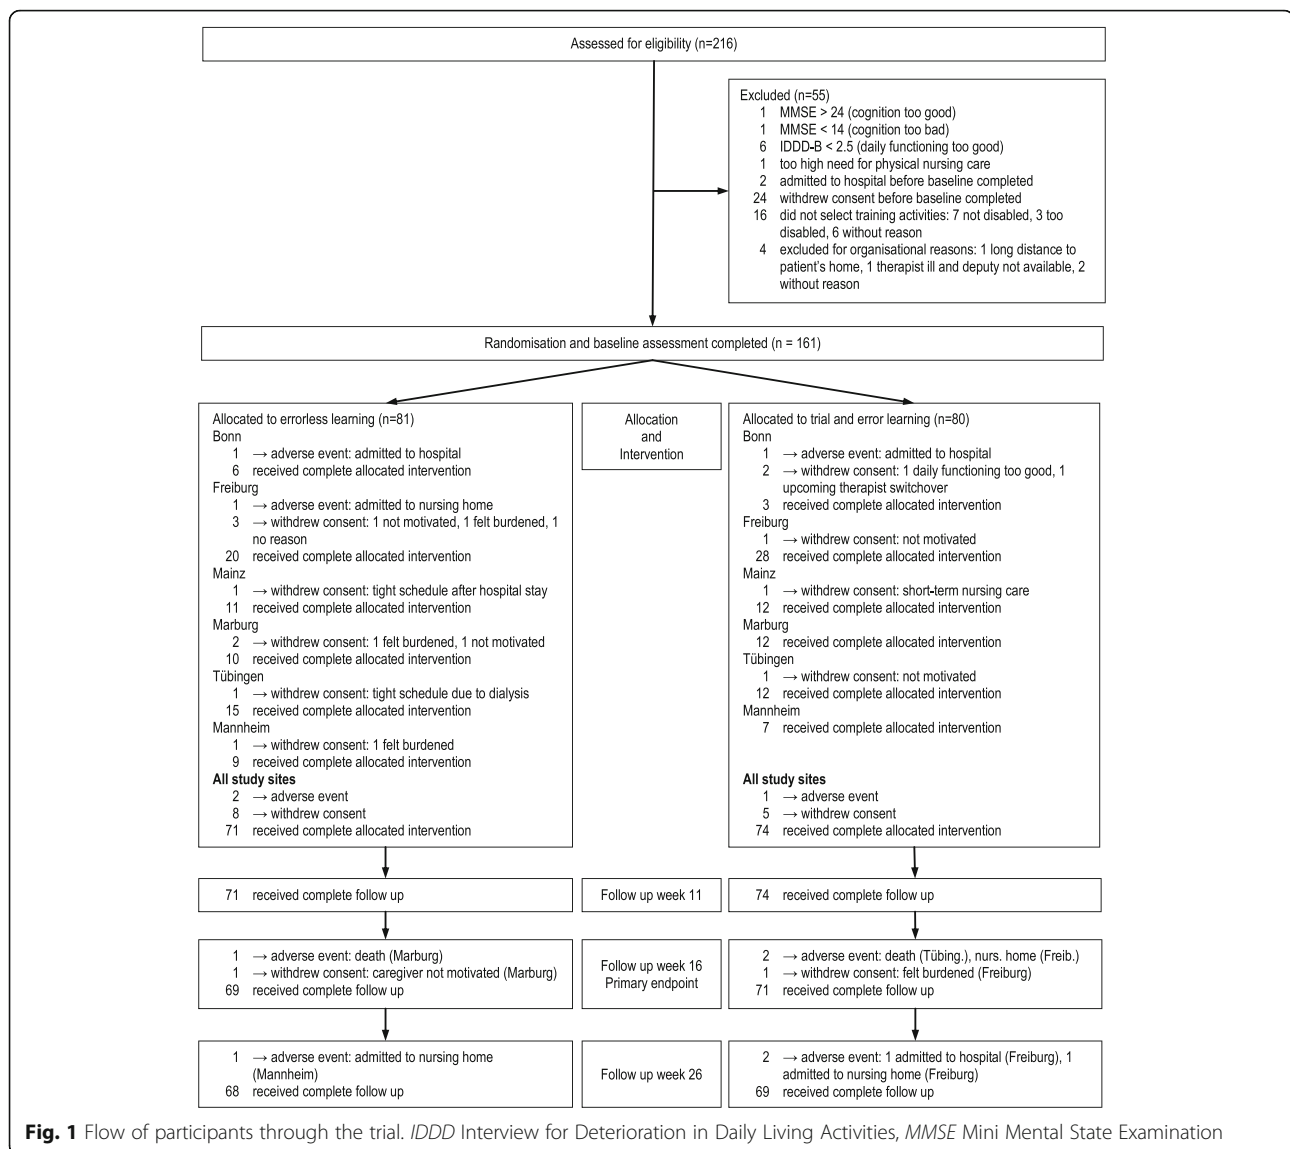 Assessed for eligibility (n=216)
Excluded (n=55)
1 MMSE > 24 (cognition too good)
1 MMSE < 14 (cognition too bad)
6 IDDD-B < 2.5 (daily functioning too good)
1 too high need for physical nursing care
2 admitted to hospital before baseline completed
24 withdrew consent before baseline completed
16 did not select training activities: 7 not disabled, 3 too
disabled, 6 without reason
4 excluded for organisational reasons: 1 long distance to
patient's home, 1 therapist ill and deputy not available, 2
without reason
Randomisation and baseline assessment completed (n = 161)
Allocated to errorless learning (n=81)
Bonn
1 → adverse event: admitted to hospital
6 received complete allocated intervention
Freiburg
1 → adverse event: admitted to nursing home
3 → withdrew consent: 1 not motivated, 1 felt burdened, 1
no reason
20 received complete allocated intervention
Mainz
1 → withdrew consent: tight schedule after hospital stay
11 received complete allocated intervention
Marburg
2 → withdrew consent: 1 felt burdened, 1 not motivated
10 received complete allocated intervention
Tübingen
1 → withdrew consent: tight schedule due to dialysis
15 received complete allocated intervention
Mannheim
1 → withdrew consent: 1 felt burdened
9 received complete allocated intervention
All study sites
2 → adverse event
8 → withdrew consent
71 received complete allocated intervention
Allocation
and
Intervention
Allocated to trial and error learning (n=80)
Bonn
1 → adverse event: admitted to hospital
2 → withdrew consent: 1 daily functioning too good, 1
upcoming therapist switchover
3 received complete allocated intervention
Freiburg
1 → withdrew consent: not motivated
28 received complete allocated intervention
Mainz
1 → withdrew consent: short-term nursing care
12 received complete allocated intervention
Marburg
12 received complete allocated intervention
Tübingen
1 → withdrew consent: not motivated
12 received complete allocated intervention
Mannheim
7 received complete allocated intervention
All study sites
1 → adverse event
5 → withdrew consent
74 received complete allocated intervention
71 received complete follow up
Follow up week 11
74 received complete follow up
1 → adverse event: death (Marburg)
1 → withdrew consent: caregiver not motivated (Marburg)
69 received complete follow up
Follow up week 16
Primary endpoint
2 → adverse event: death (Tübing.), nurs. home (Freib.)
1 → withdrew consent: felt burdened (Freiburg)
71 received complete follow up
1 → adverse event: admitted to nursing home
(Mannheim)
68 received complete follow up
Follow up week 26
2 → adverse event: 1 admitted to hospital (Freiburg), 1
admitted to nursing home (Freiburg)
69 received complete follow up
Fig. 1 Flow of participants through the trial. IDDD Interview for Deterioration in Daily Living Activities, MMSE Mini Mental State Examination